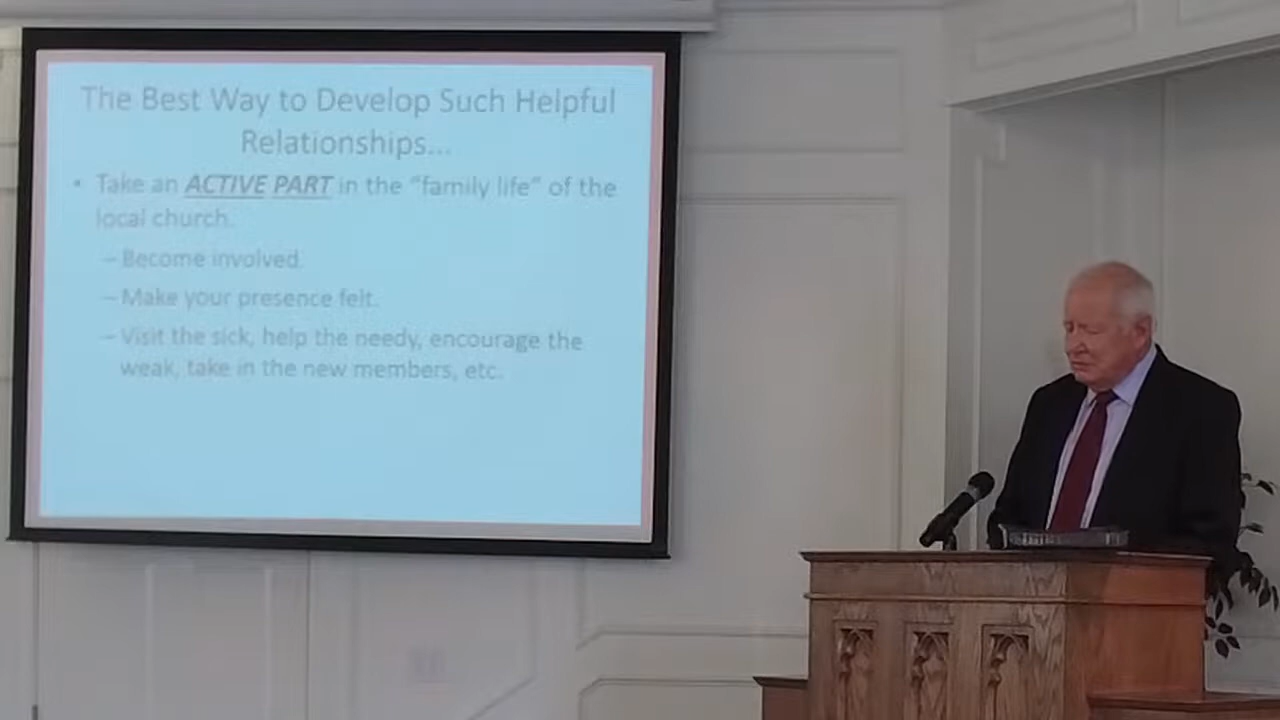 The Best Way to Develop Such Helpful
Relationships...
• Take an ACTIVE PART in the “family life” of the
local church.
– Become involved.
– Make your presence felt.
– Visit the sick, help the needy, encourage the
weak, take in the new members, etc.